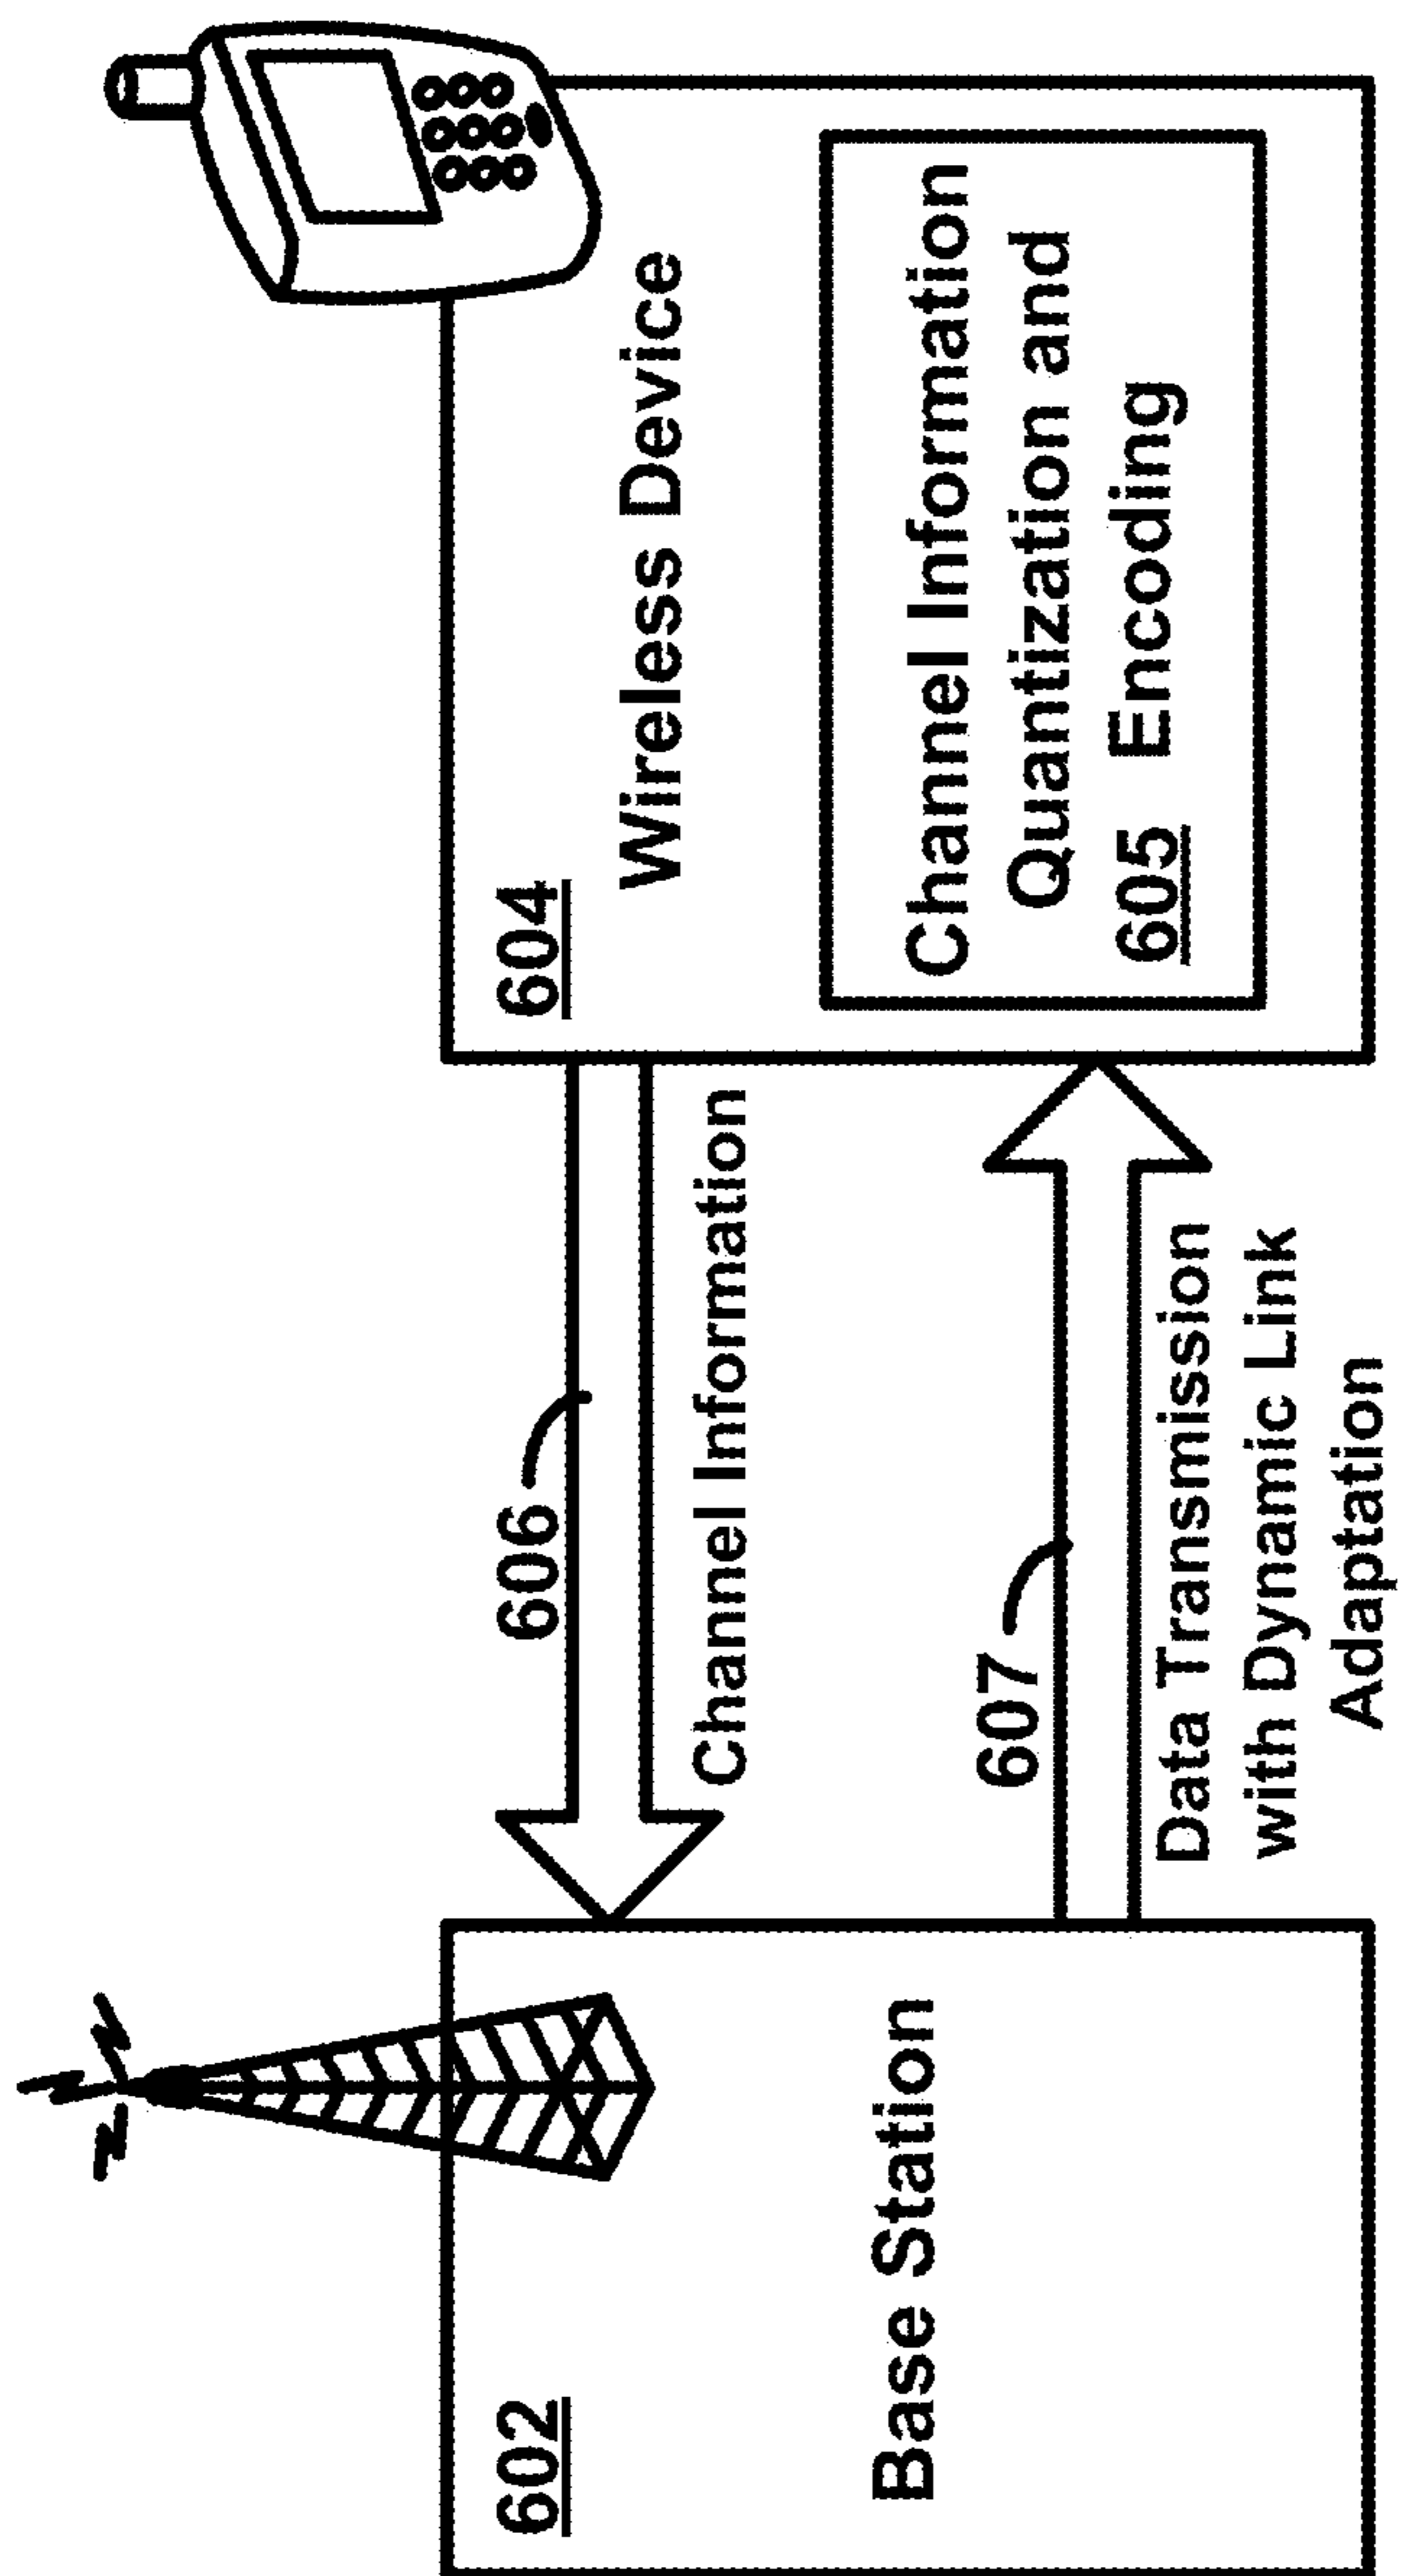 602
Base Station
606
Channel Information
607
Data Transmission
with Dynamic Link
Adaptation
604
Wireless Device
Channel Information
Quantization and
605 Encoding